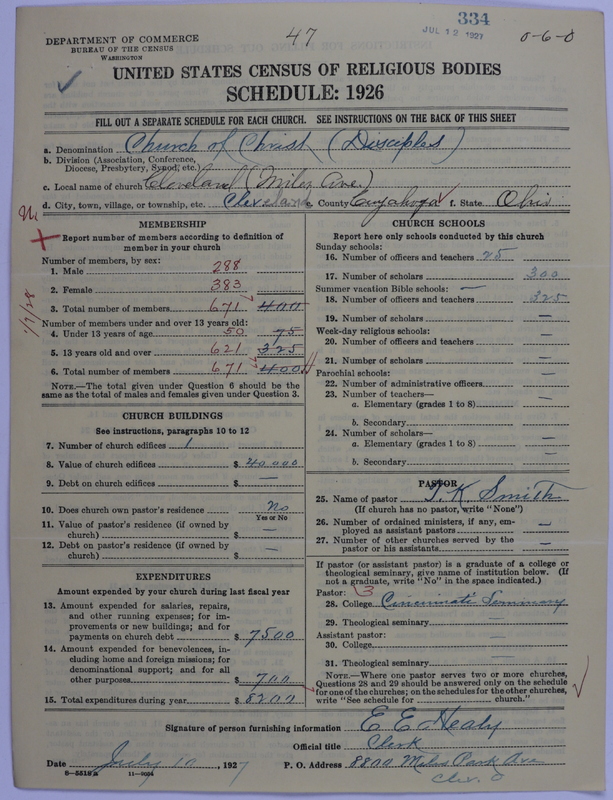 334
47
JUL 12 1927
0-6-0
DEPARTMENT OF COMMERCE
BUREAU OF THE CENSUS
WASHINGTON
UNITED STATES CENSUS OF RELIGIOUS BODIES
SCHEDULE: 1926
FILL OUT A SEPARATE SCHEDULE FOR EACH CHURCH. SEE INSTRUCTIONS ON THE BACK OF THIS SHEET
a. Denomination Church of Christ (Disciples)
b. Division (Association, Conference,
Diocese, Presbytery, Synod, etc.)
c. Local name of church Cleveland (Miles Ave.)
d. City, town, village, or township, etc. Cleveland e. County Cuyahoga f. State Ohio
MEMBERSHIP
Report number of members according to definition of
member in your church
Number of members, by sex:
1. Male 288
2. Female 383
3. Total number of members 671 400
Number of members under and over 13 years old:
4. Under 13 years of age 50 75
5. 13 years old and over 621 325
6. Total number of members 671 400
NOTE.—The total given under Question 6 should be
same as the total of males and females given under Question 3.
1/1/28
CHURCH BUILDINGS
See instructions, paragraphs 10 to 12
7. Number of church edifices 1
8. Value of church edifices $ 40000
9. Debt on church edifices $ —
10. Does church own pastor's residence No
Yes or No
11. Value of pastor's residence (if owned by
church) $ —
12. Debt on pastor's residence (if owned by
church) $ —
EXPENDITURES
Amount expended by your church during last fiscal year
13. Amount expended for salaries, repairs,
and other running expenses; for im-
provements or new buildings; and for
payments on church debt $ 7500
14. Amount expended for benevolences, in-
cluding home and foreign missions; for
denominational support; and for all
other purposes $ 700
15. Total expenditures during year $ 8200
CHURCH SCHOOLS
Report here only schools conducted by this church
Sunday schools:
16. Number of officers and teachers 25
17. Number of scholars 300
Summer vacation Bible schools: —
18. Number of officers and teachers 325
19. Number of scholars —
Week-day religious schools:
20. Number of officers and teachers —
21. Number of scholars —
Parochial schools:
22. Number of administrative officers —
23. Number of teachers—
a. Elementary (grades 1 to 8) —
b. Secondary —
24. Number of scholars—
a. Elementary (grades 1 to 8) —
b. Secondary —
PASTOR
25. Name of pastor T. K. Smith
(If church has no pastor, write "None")
26. Number of ordained ministers, if any, em-
ployed as assistant pastors —
27. Number of other churches served by the
pastor or his assistants —
If pastor (or assistant pastor) is a graduate of a college or
theological seminary, give name of institution below. (If
not a graduate, write "No" in the space indicated.)
Pastor: 3
28. College Cincinnati Seminary
29. Theological seminary —
Assistant pastor:
30. College —
31. Theological seminary —
NOTE.—Where one pastor serves two or more churches,
Questions 28 and 29 should be answered only on the schedule
for one of the churches; on the schedules for the other churches,
write "See schedule for church."
Signature of person furnishing information E E Healy
Official title Clerk
Date July 10, 1927 P. O. Address 8800 Miles Park Ave
Clev. O
11—9004